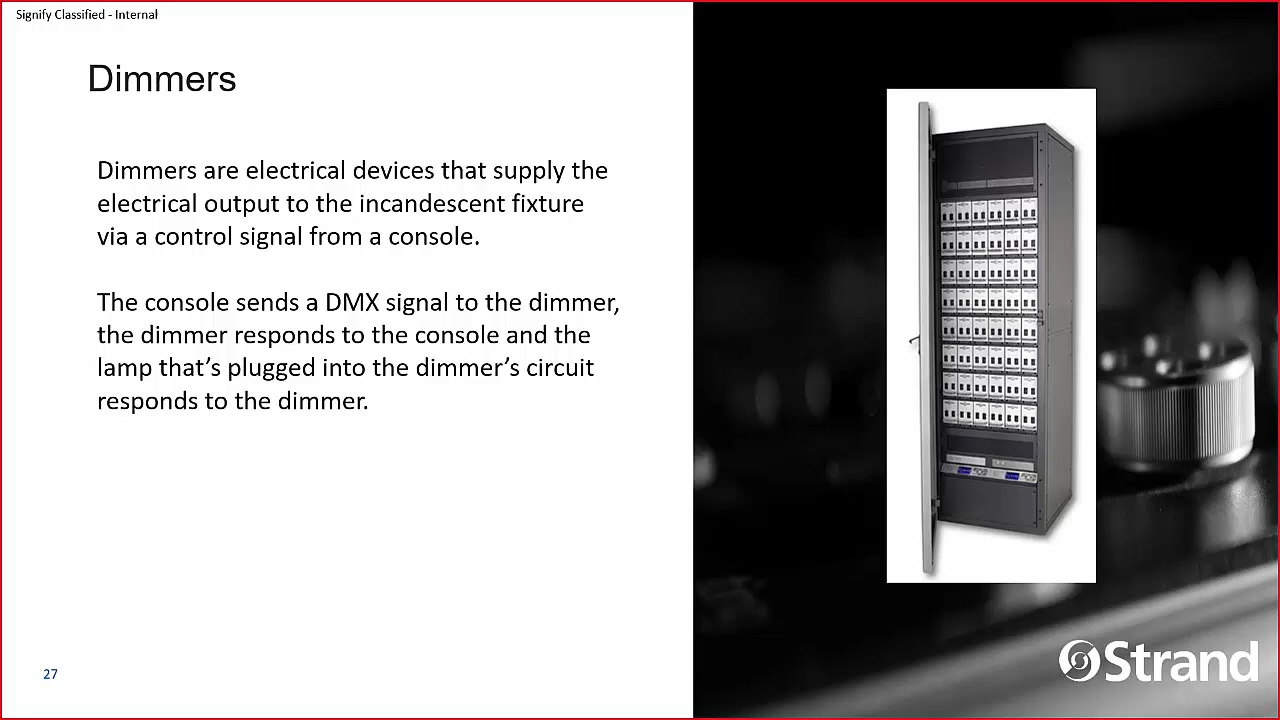 Signify Classified - Internal
Dimmers
Dimmers are electrical devices that supply the
electrical output to the incandescent fixture
via a control signal from a console.
The console sends a DMX signal to the dimmer,
the dimmer responds to the console and the
lamp that’s plugged into the dimmer’s circuit
responds to the dimmer.
27
Strand